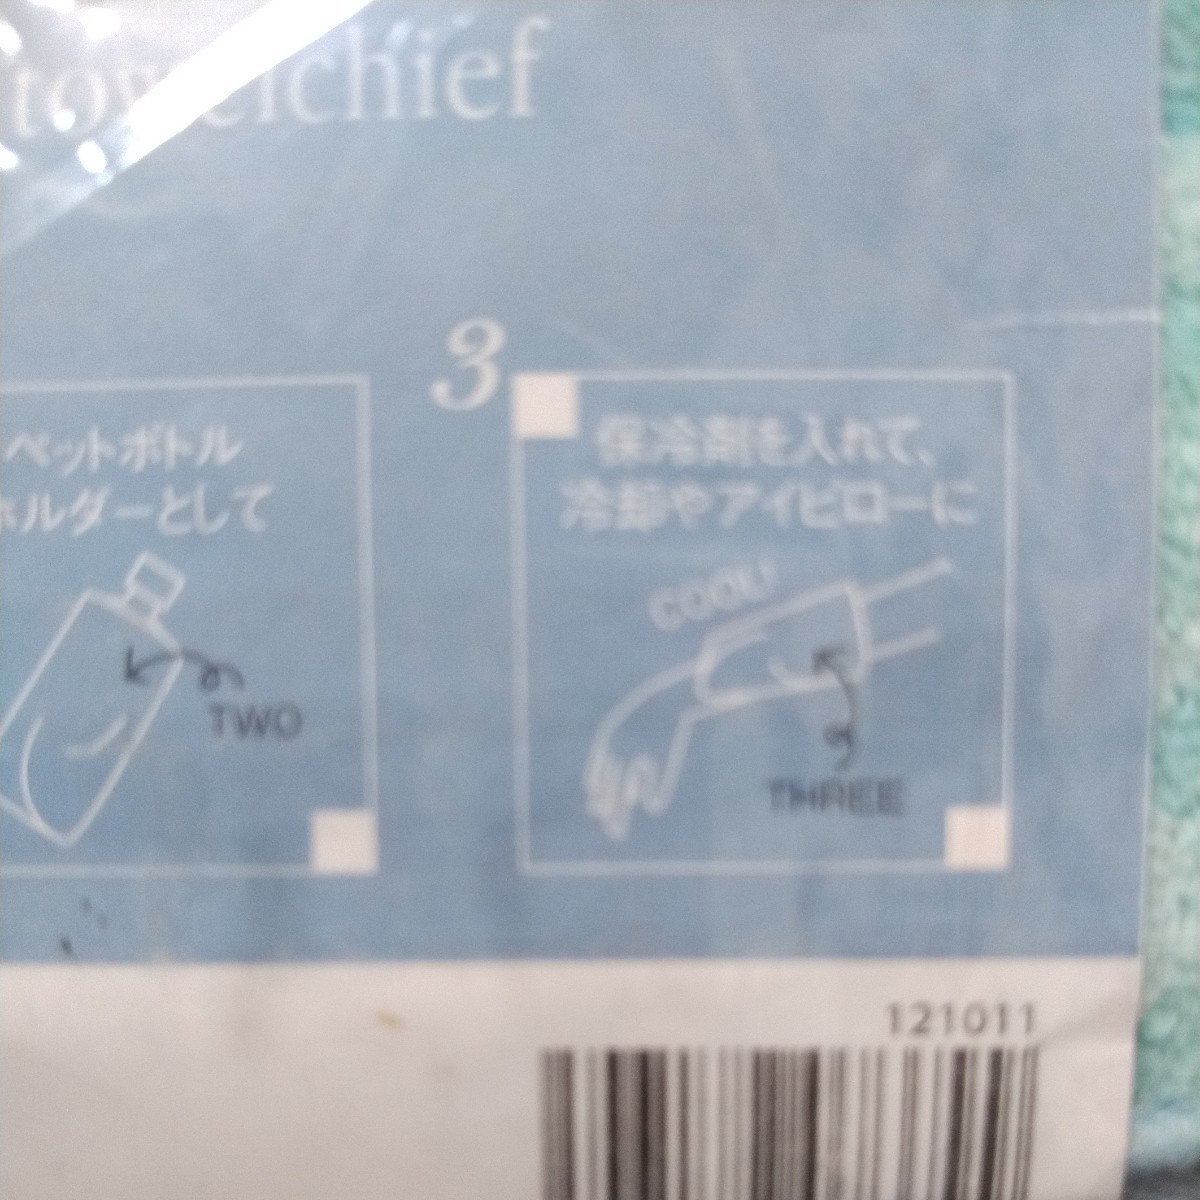 towelchief
ペットボトル
ホルダーとして
TWO
3
保冷剤を入れて、
冷却やアイピローに
COOL!
THREE
121011